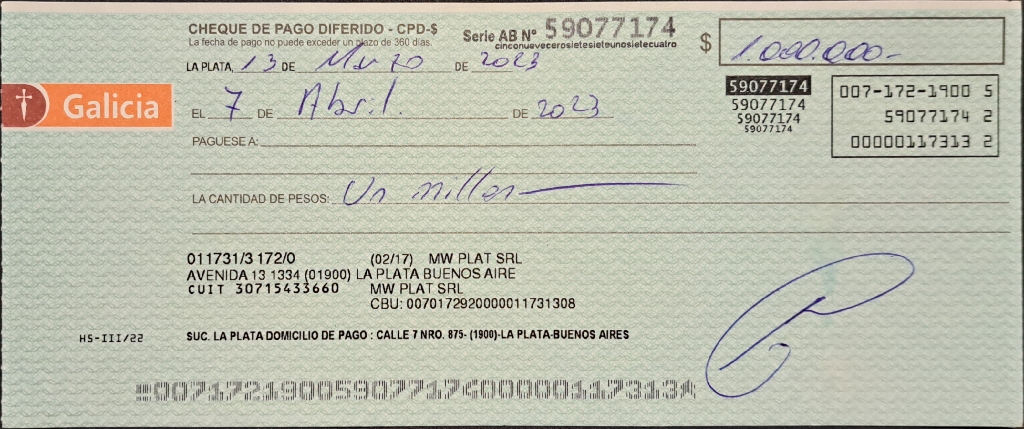 CHEQUE DE PAGO DIFERIDO - CPD-$
La fecha de pago no puede exceder un plazo de 360 días.
Serie AB Nº 59077174
cinconuevecerosietesieteunosietecuatro
$ 1.000.000-
LA PLATA, 13 DE Marzo DE 2023
Galicia
EL 7 DE Abril. DE 2023
59077174
59077174
59077174
59077174
007-172-1900 5
59077174 2
00000117313 2
PAGUESE A:
LA CANTIDAD DE PESOS: Un millon
011731/3 172/0 (02/17) MW PLAT SRL
AVENIDA 13 1334 (01900) LA PLATA BUENOS AIRE
CUIT 30715433660 MW PLAT SRL
CBU: 0070172920000011731308
HS-III/22
SUC. LA PLATA DOMICILIO DE PAGO : CALLE 7 NRO. 875- (1900)-LA PLATA-BUENOS AIRES
00717219005907717400000117313